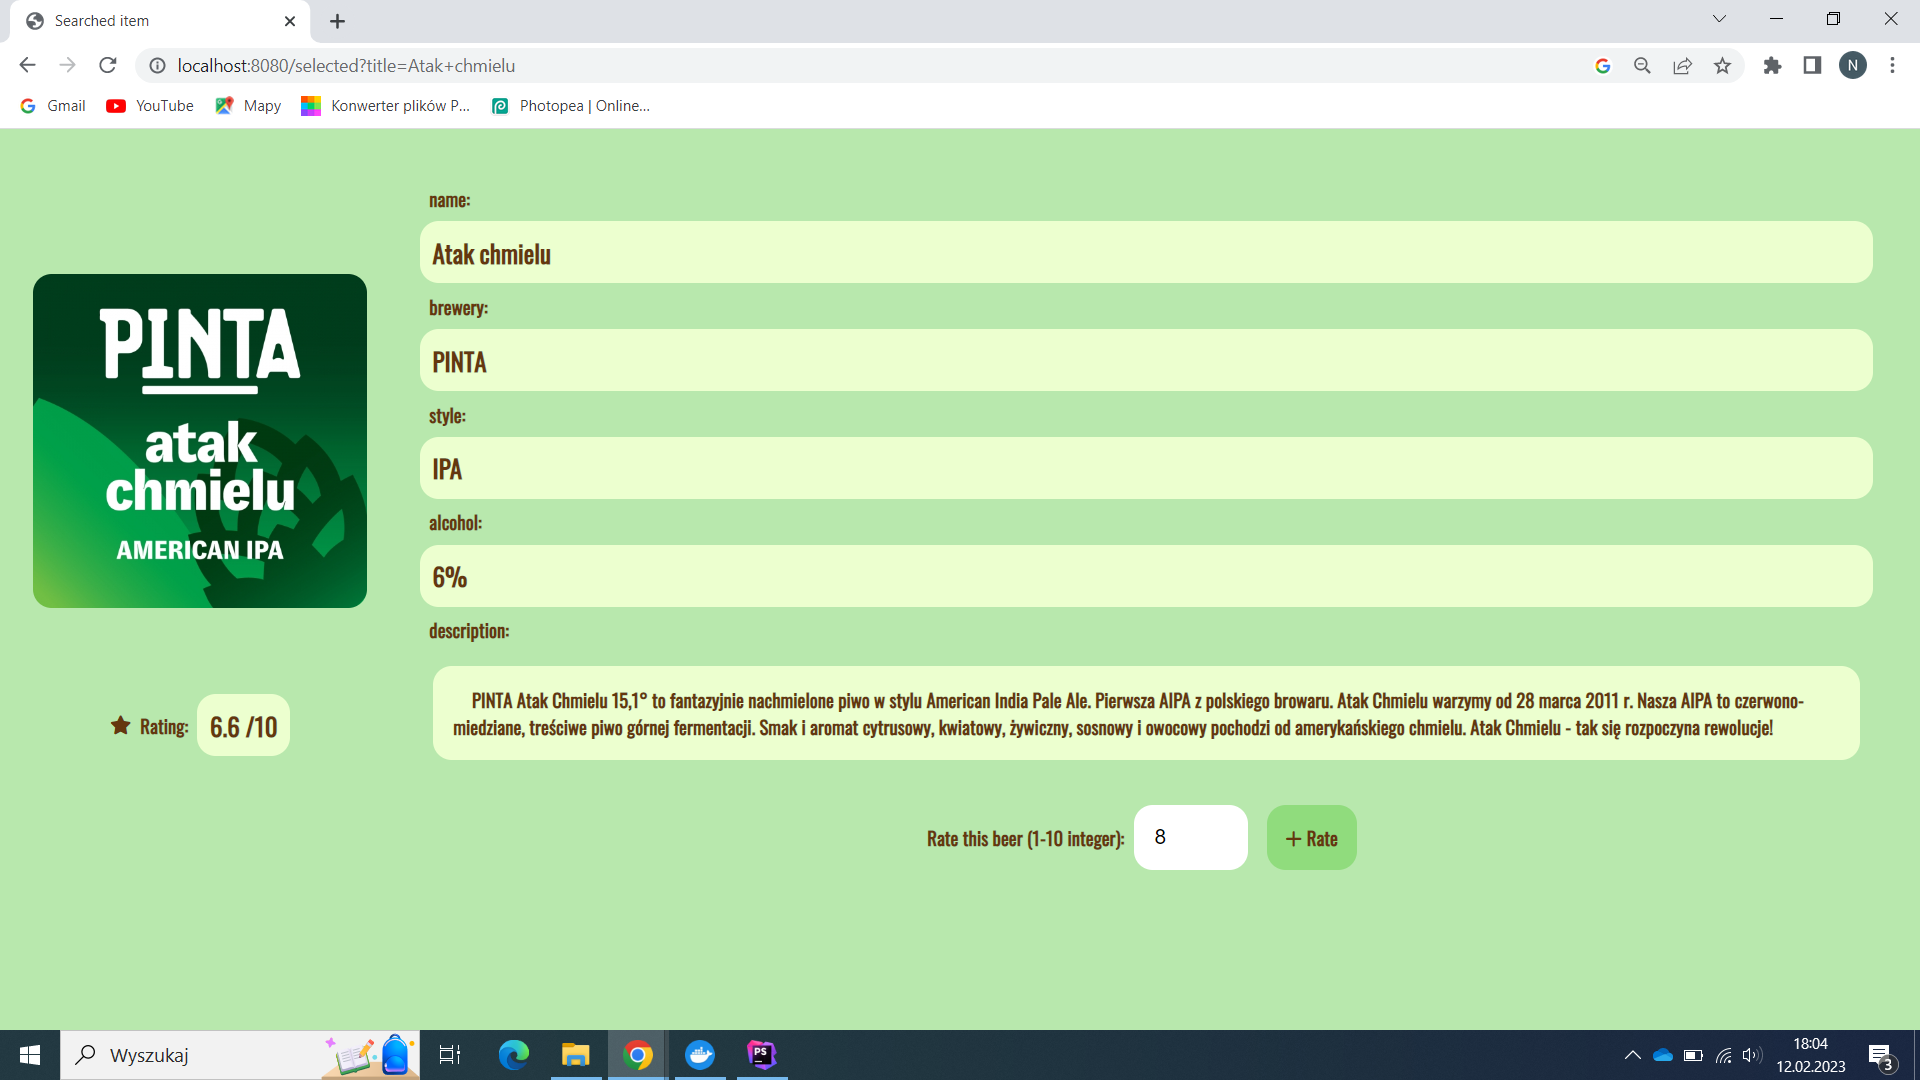 Searched item
localhost:8080/selected?title=Atak+chmielu
N
Gmail
YouTube
Mapy
Konwerter plików P...
Photopea | Online...
name:
Atak chmielu
brewery:
PINTA
style:
IPA
alcohol:
6%
description:
PINTA Atak Chmielu 15,1° to fantazyjnie nachmielone piwo w stylu American India Pale Ale. Pierwsza AIPA z polskiego browaru. Atak Chmielu warzymy od 28 marca 2011 r. Nasza AIPA to czerwono-
miedziane, treściwe piwo górnej fermentacji. Smak i aromat cytrusowy, kwiatowy, żywiczny, sosnowy i owocowy pochodzi od amerykańskiego chmielu. Atak Chmielu - tak się rozpoczyna rewolucje!
PINTA
atak
chmielu
AMERICAN IPA
Rating: 6.6 /10
Rate this beer (1-10 integer): 8 + Rate
Wyszukaj
PS
18:04
12.02.2023
3